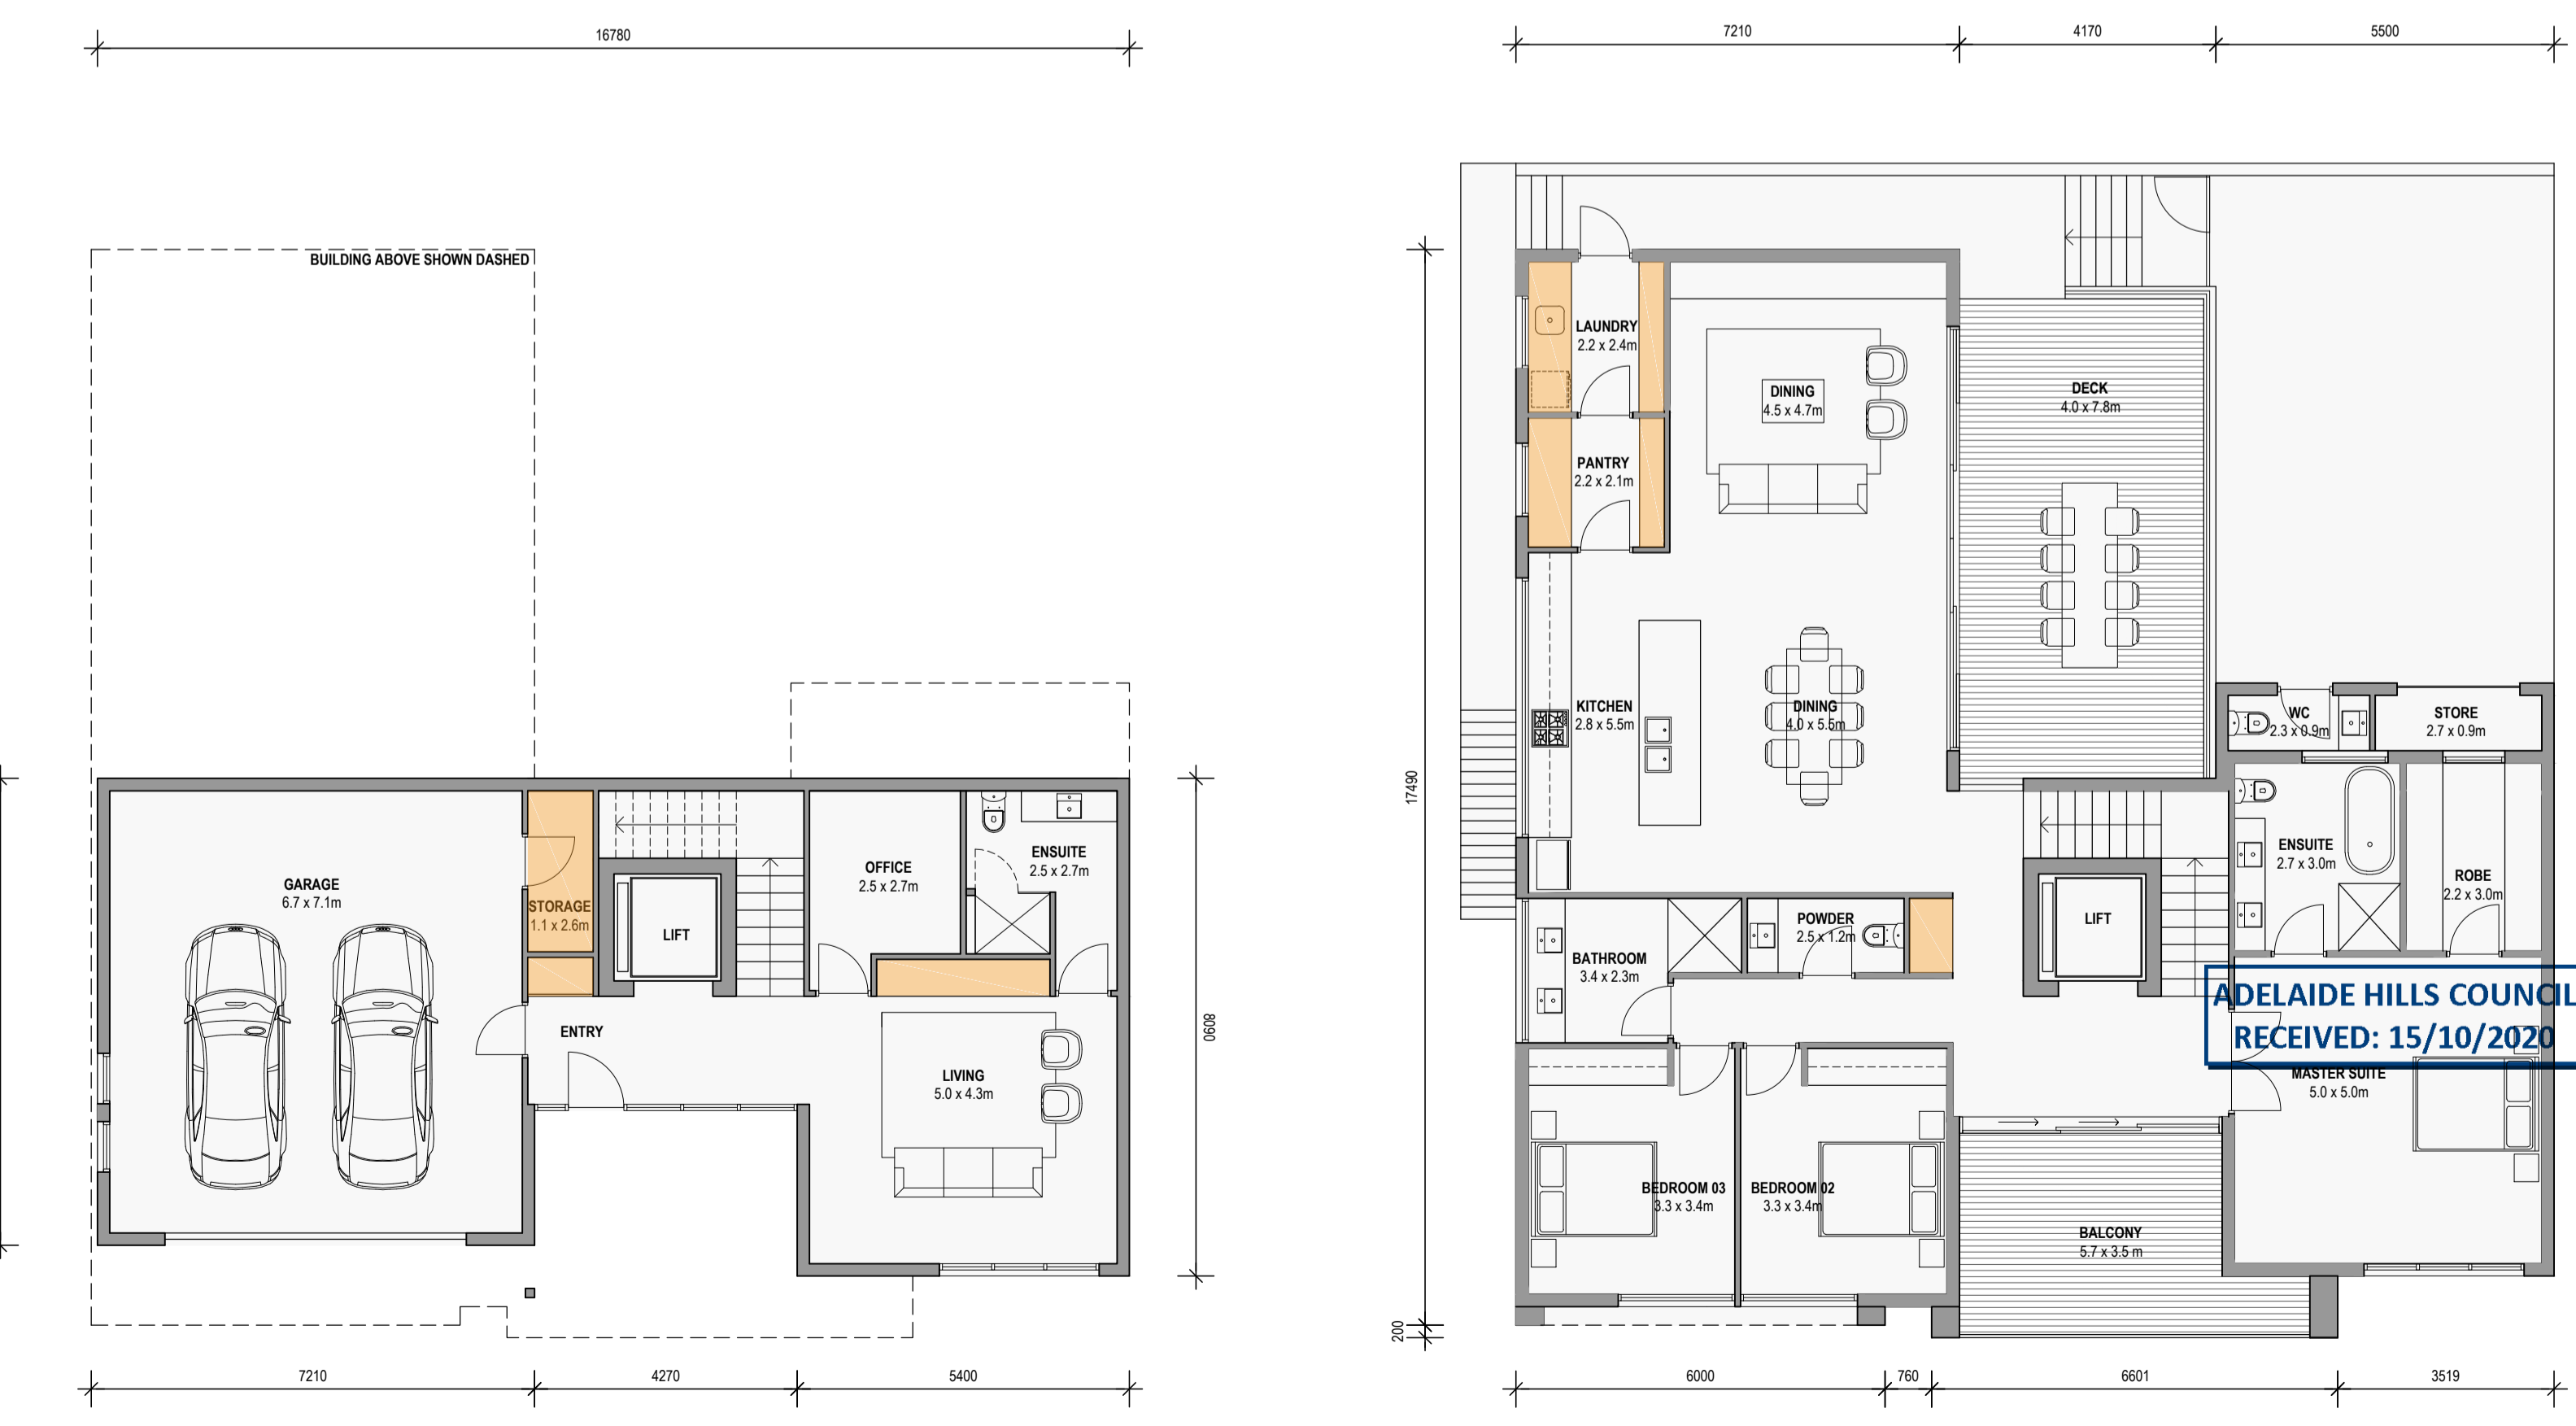 16780
BUILDING ABOVE SHOWN DASHED
GARAGE
6.7 x 7.1m
STORAGE
1.1 x 2.6m
LIFT
OFFICE
2.5 x 2.7m
ENSUITE
2.5 x 2.7m
ENTRY
LIVING
5.0 x 4.3m
8090
7210
4270
5400
7210
4170
5500
LAUNDRY
2.2 x 2.4m
DINING
4.5 x 4.7m
DECK
4.0 x 7.8m
PANTRY
2.2 x 2.1m
KITCHEN
2.8 x 5.5m
DINING
4.0 x 5.5m
WC
2.3 x 0.9m
STORE
2.7 x 0.9m
17490
ENSUITE
2.7 x 3.0m
ROBE
2.2 x 3.0m
POWDER
2.5 x 1.2m
LIFT
BATHROOM
3.4 x 2.3m
ADELAIDE HILLS COUNCIL
RECEIVED: 15/10/2020
MASTER SUITE
5.0 x 5.0m
BEDROOM 03
3.3 x 3.4m
BEDROOM 02
3.3 x 3.4m
BALCONY
5.7 x 3.5 m
200
6000
760
6601
3519